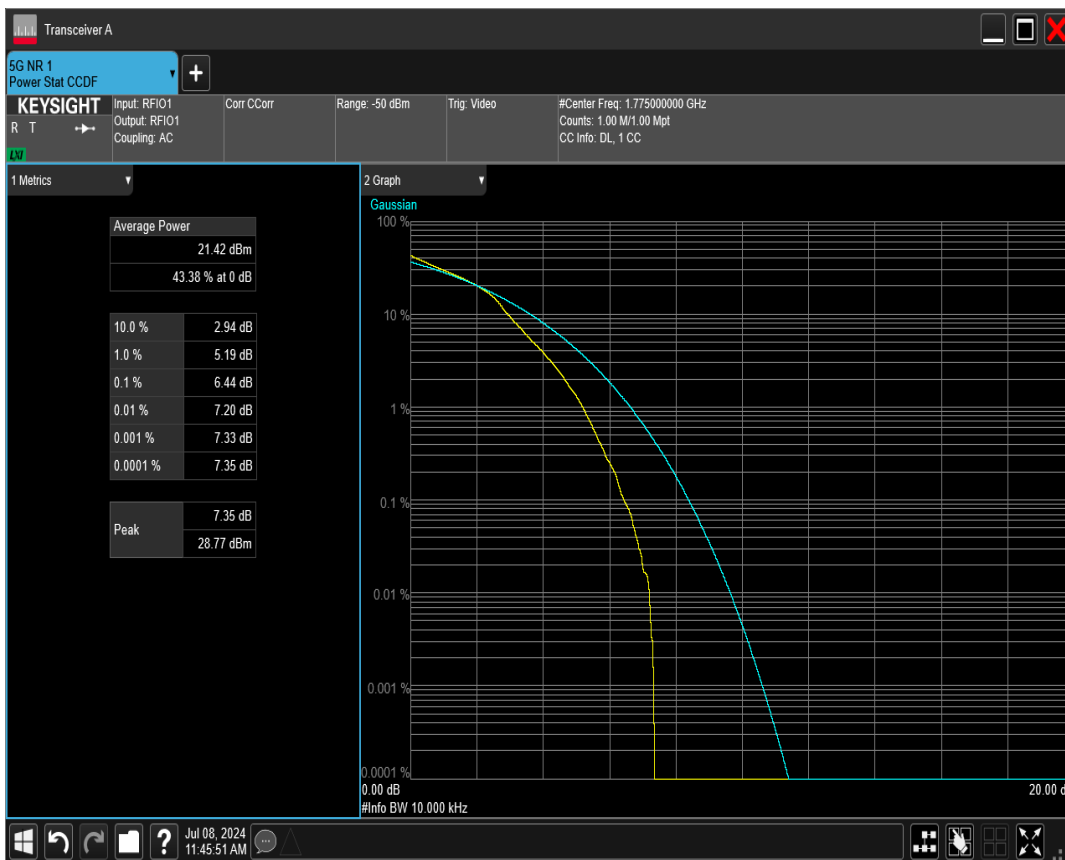 Transceiver A
5G NR 1
Power Stat CCDF
+
KEYSIGHT
R T
LXI
Input: RFIO1
Output: RFIO1
Coupling: AC
Corr CCorr
Range: -50 dBm
Trig: Video
#Center Freq: 1.775000000 GHz
Counts: 1.00 M/1.00 Mpt
CC Info: DL, 1 CC
1 Metrics
Average Power
21.42 dBm
43.38 % at 0 dB
10.0 % 2.94 dB
1.0 % 5.19 dB
0.1 % 6.44 dB
0.01 % 7.20 dB
0.001 % 7.33 dB
0.0001 % 7.35 dB
Peak
7.35 dB
28.77 dBm
2 Graph
Gaussian
100 %
10 %
1 %
0.1 %
0.01 %
0.001 %
0.0001 %
0.00 dB
20.00 d
#Info BW 10.000 kHz
?
Jul 08, 2024
11:45:51 AM